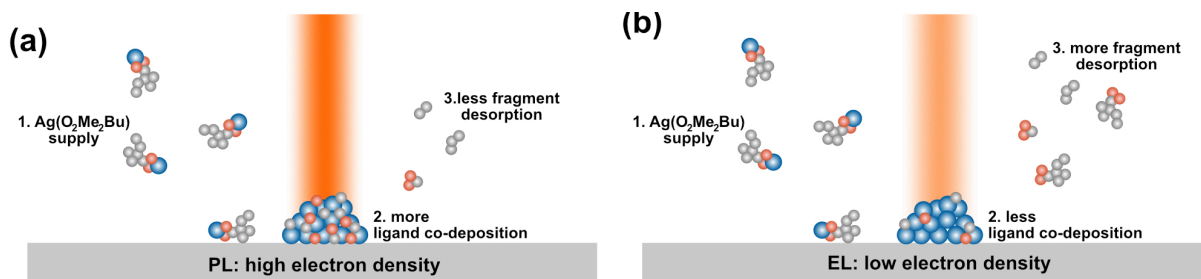 (a)
1. Ag(O₂Me₂Bu)
supply
3.less fragment
desorption
2. more
ligand co-deposition
PL: high electron density
(b)
1. Ag(O₂Me₂Bu)
supply
3. more fragment
desorption
2. less
ligand co-deposition
EL: low electron density